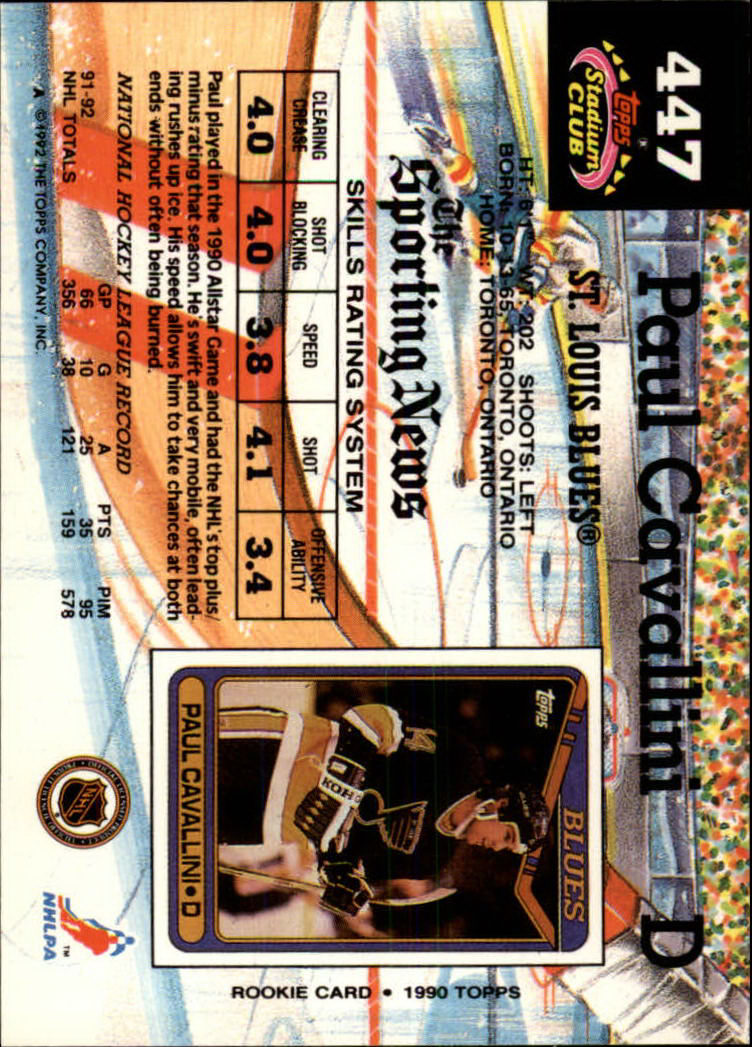 447
Paul Cavallini D
Topps
Stadium
CLUB
ST. LOUIS BLUES®
WT: 202 SHOOTS: LEFT
BORN: 10-13-65, TORONTO, ONTARIO
HOME: TORONTO, ONTARIO
The
Sporting News
SKILLS RATING SYSTEM
CLEARING CREASE SHOT BLOCKING SPEED SHOT OFFENSIVE ABILITY
4.0 4.0 3.8 4.1 3.4
Paul played in the 1990 Allstar Game and had the NHL's top plus/
minus rating that season. He's swift and very mobile, often lead-
ing rushes up ice. His speed allows him to take chances at both
ends without often being burned.
NATIONAL HOCKEY LEAGUE RECORD
GP G A PTS PIM
91-92 66 10 25 35 95
NHL TOTALS 356 38 121 159 578
A ©1992 THE TOPPS COMPANY, INC.
Topps
BLUES
14
KOHO
PAUL CAVALLINI • D
ROOKIE CARD • 1990 TOPPS
NHL
NHLPA
™